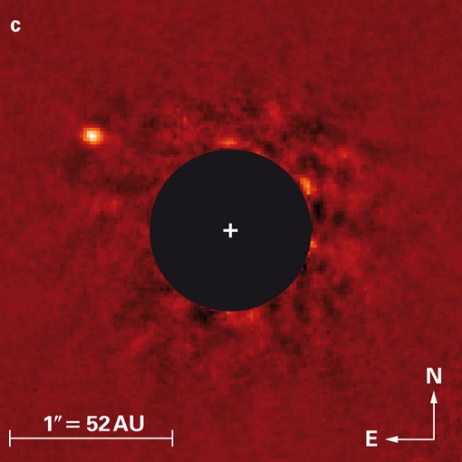 c
N
1″ = 52 AU
E